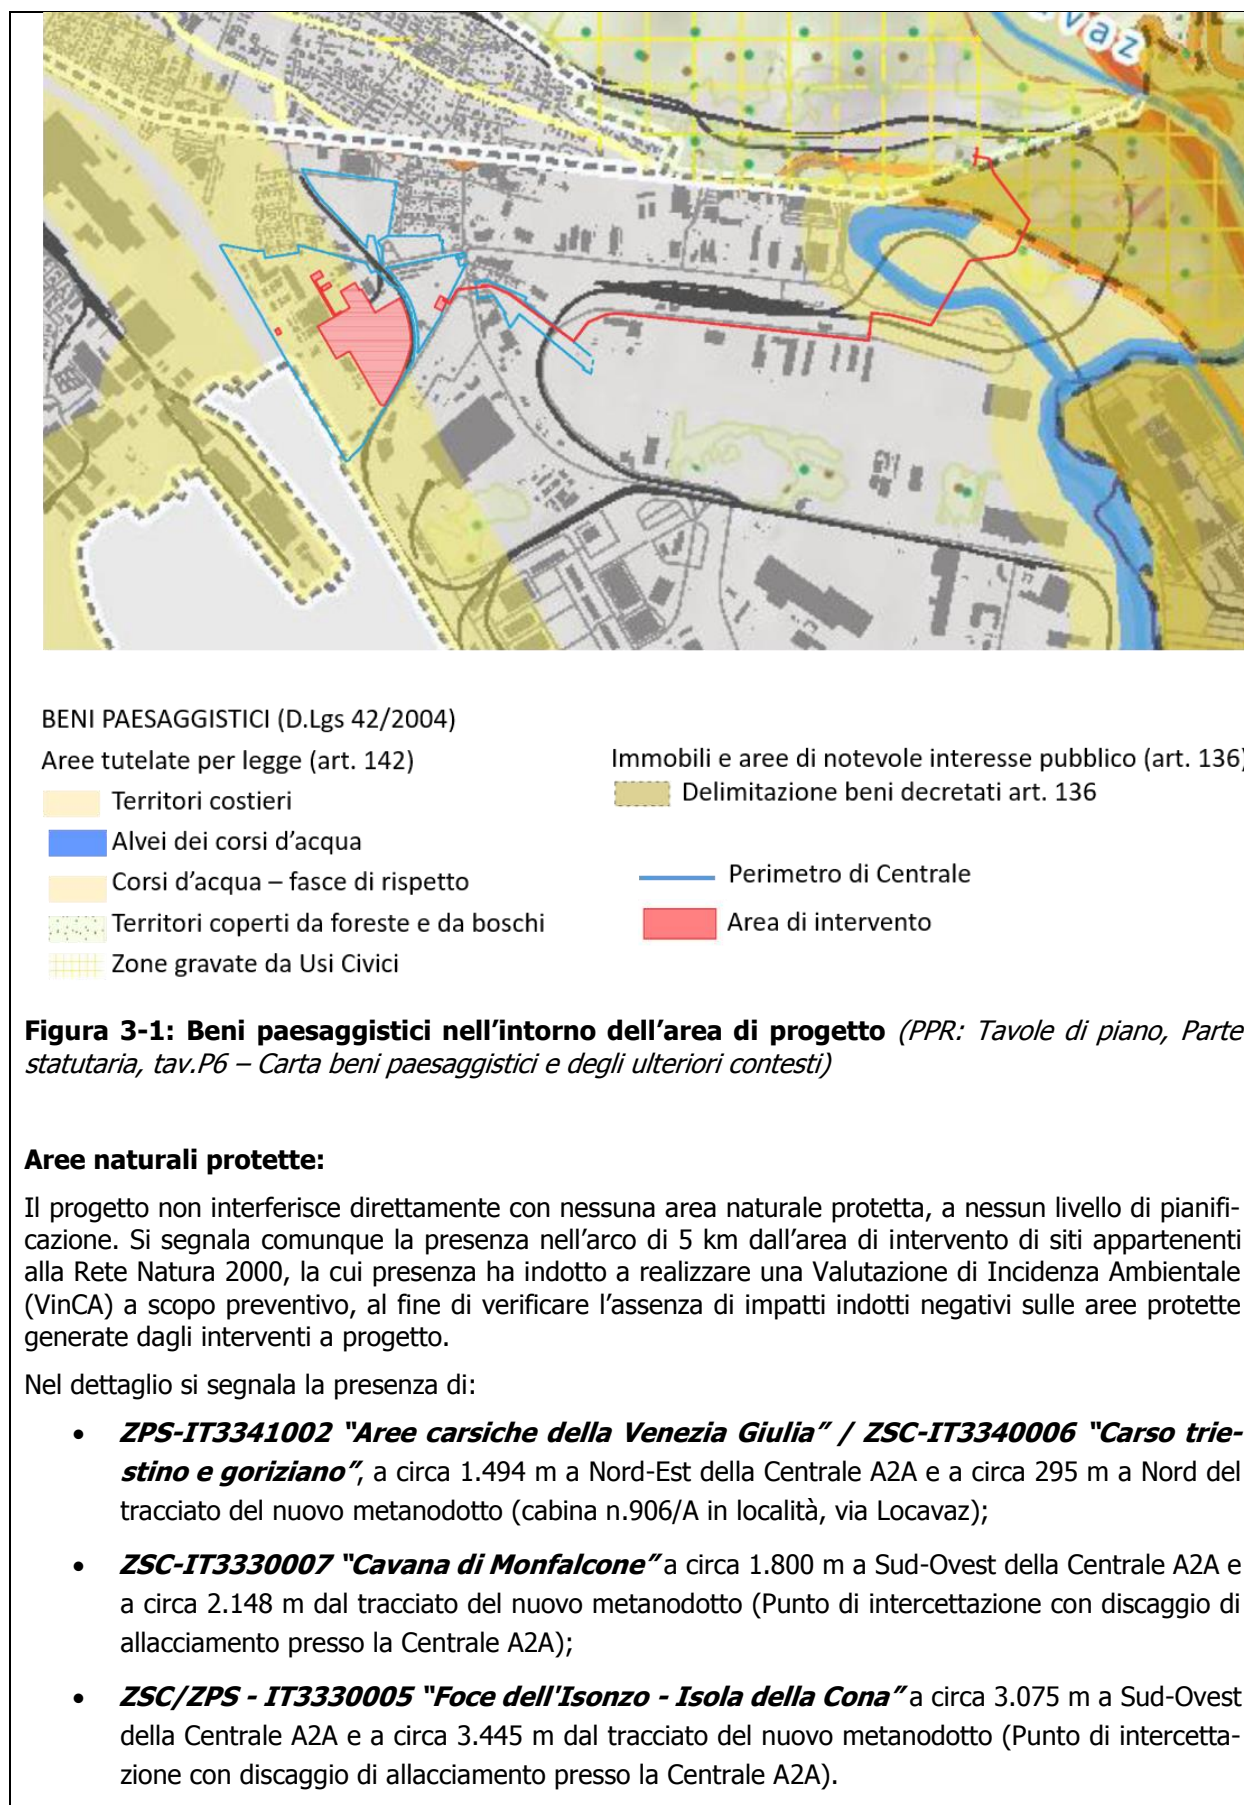 vaz
BENI PAESAGGISTICI (D.Lgs 42/2004)
Aree tutelate per legge (art. 142)
Territori costieri
Alvei dei corsi d’acqua
Corsi d’acqua – fasce di rispetto
Territori coperti da foreste e da boschi
Zone gravate da Usi Civici
Immobili e aree di notevole interesse pubblico (art. 136)
Delimitazione beni decretati art. 136
Perimetro di Centrale
Area di intervento
Figura 3-1: Beni paesaggistici nell’intorno dell’area di progetto (PPR: Tavole di piano, Parte
statutaria, tav.P6 – Carta beni paesaggistici e degli ulteriori contesti)
Aree naturali protette:
Il progetto non interferisce direttamente con nessuna area naturale protetta, a nessun livello di pianifi-
cazione. Si segnala comunque la presenza nell’arco di 5 km dall’area di intervento di siti appartenenti
alla Rete Natura 2000, la cui presenza ha indotto a realizzare una Valutazione di Incidenza Ambientale
(VinCA) a scopo preventivo, al fine di verificare l’assenza di impatti indotti negativi sulle aree protette
generate dagli interventi a progetto.
Nel dettaglio si segnala la presenza di:
• ZPS-IT3341002 “Aree carsiche della Venezia Giulia” / ZSC-IT3340006 “Carso trie-
stino e goriziano”, a circa 1.494 m a Nord-Est della Centrale A2A e a circa 295 m a Nord del
tracciato del nuovo metanodotto (cabina n.906/A in località, via Locavaz);
• ZSC-IT3330007 “Cavana di Monfalcone” a circa 1.800 m a Sud-Ovest della Centrale A2A e
a circa 2.148 m dal tracciato del nuovo metanodotto (Punto di intercettazione con discaggio di
allacciamento presso la Centrale A2A);
• ZSC/ZPS - IT3330005 “Foce dell'Isonzo - Isola della Cona” a circa 3.075 m a Sud-Ovest
della Centrale A2A e a circa 3.445 m dal tracciato del nuovo metanodotto (Punto di intercetta-
zione con discaggio di allacciamento presso la Centrale A2A).